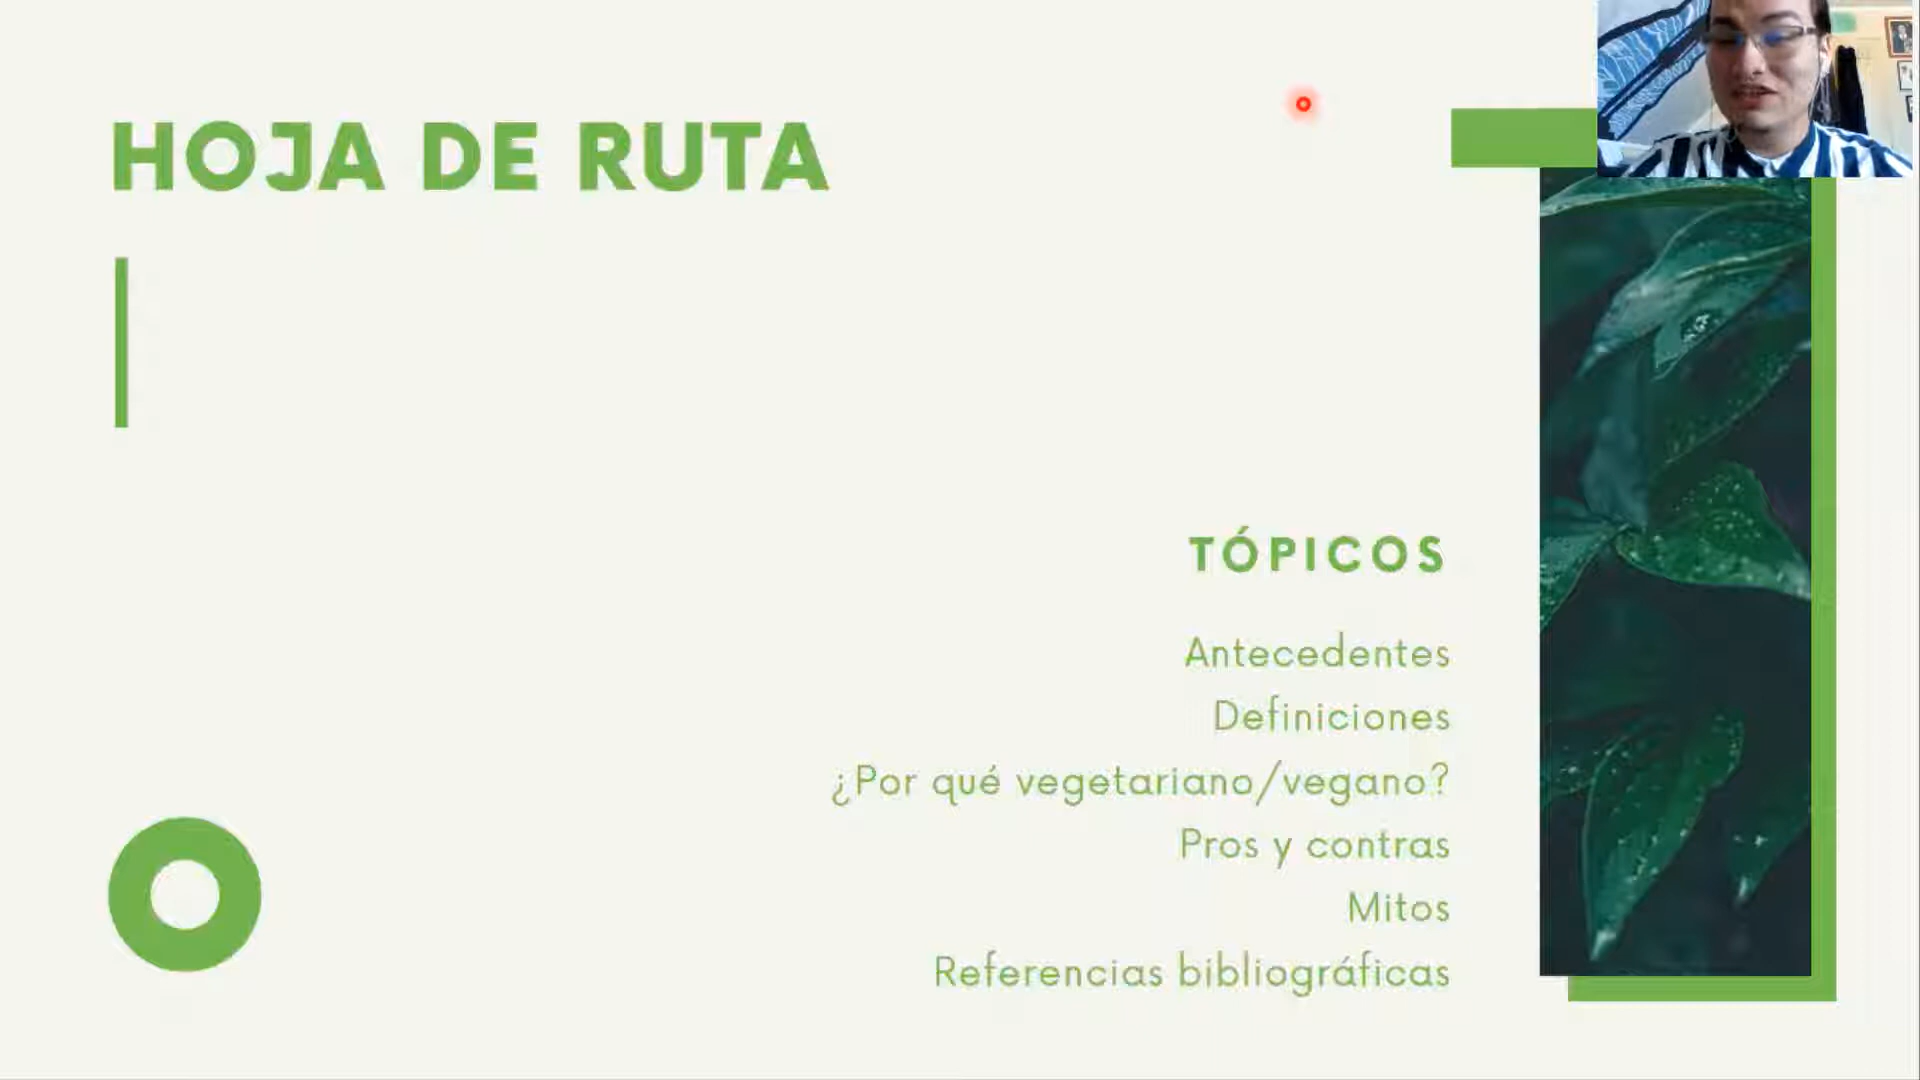 HOJA DE RUTA
TÓPICOS
Antecedentes
Definiciones
¿Por qué vegetariano/vegano?
Pros y contras
Mitos
Referencias bibliográficas